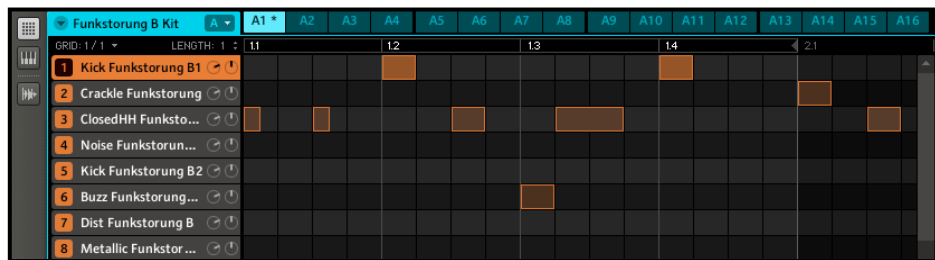 Funkstorung B Kit A A1 * A2 A3 A4 A5 A6 A7 A8 A9 A10 A11 A12 A13 A14 A15 A16
GRID: 1 / 1 LENGTH: 1 1.1 1.2 1.3 1.4 2.1
1 Kick Funkstorung B1
2 Crackle Funkstorung
3 ClosedHH Funksto...
4 Noise Funkstorun...
5 Kick Funkstorung B2
6 Buzz Funkstorung...
7 Dist Funkstorung B
8 Metallic Funkstor...